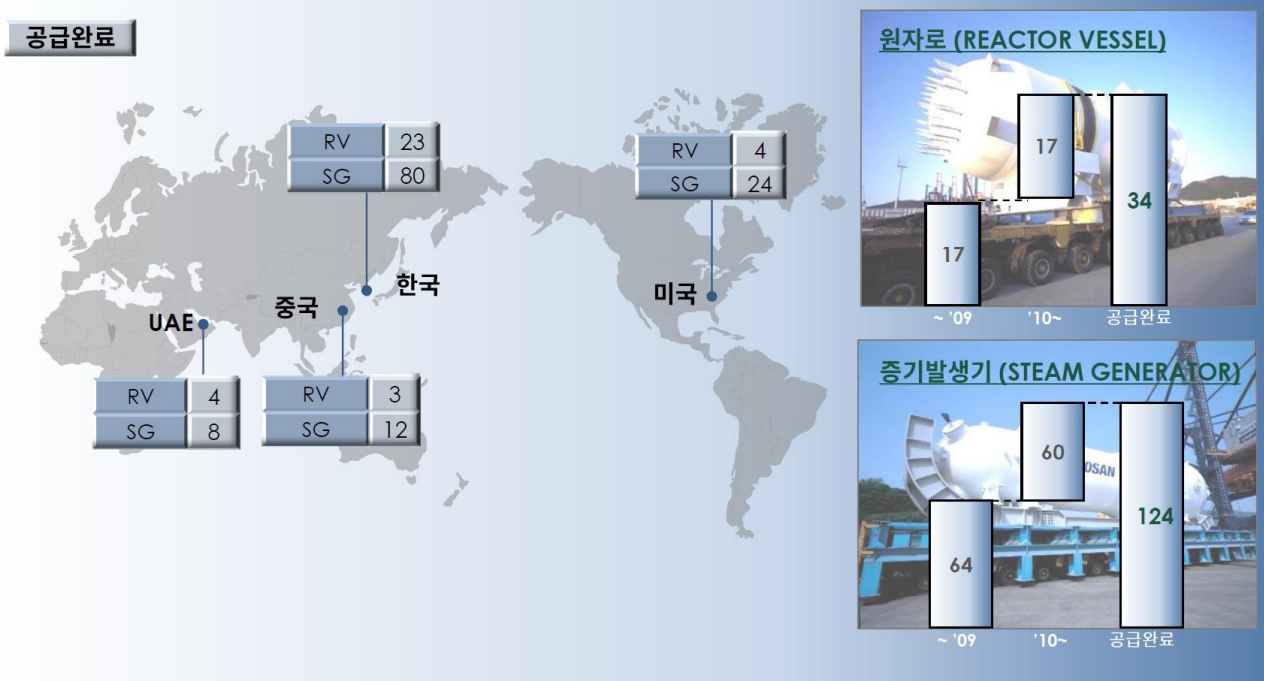 공급완료
RV 23
SG 80
RV 4
SG 24
한국
중국
UAE
미국
RV 4
SG 8
RV 3
SG 12
원자로 (REACTOR VESSEL)
17
17
34
~ '09 '10~ 공급완료
증기발생기 (STEAM GENERATOR)
OSAN
60
64
124
~ '09 '10~ 공급완료